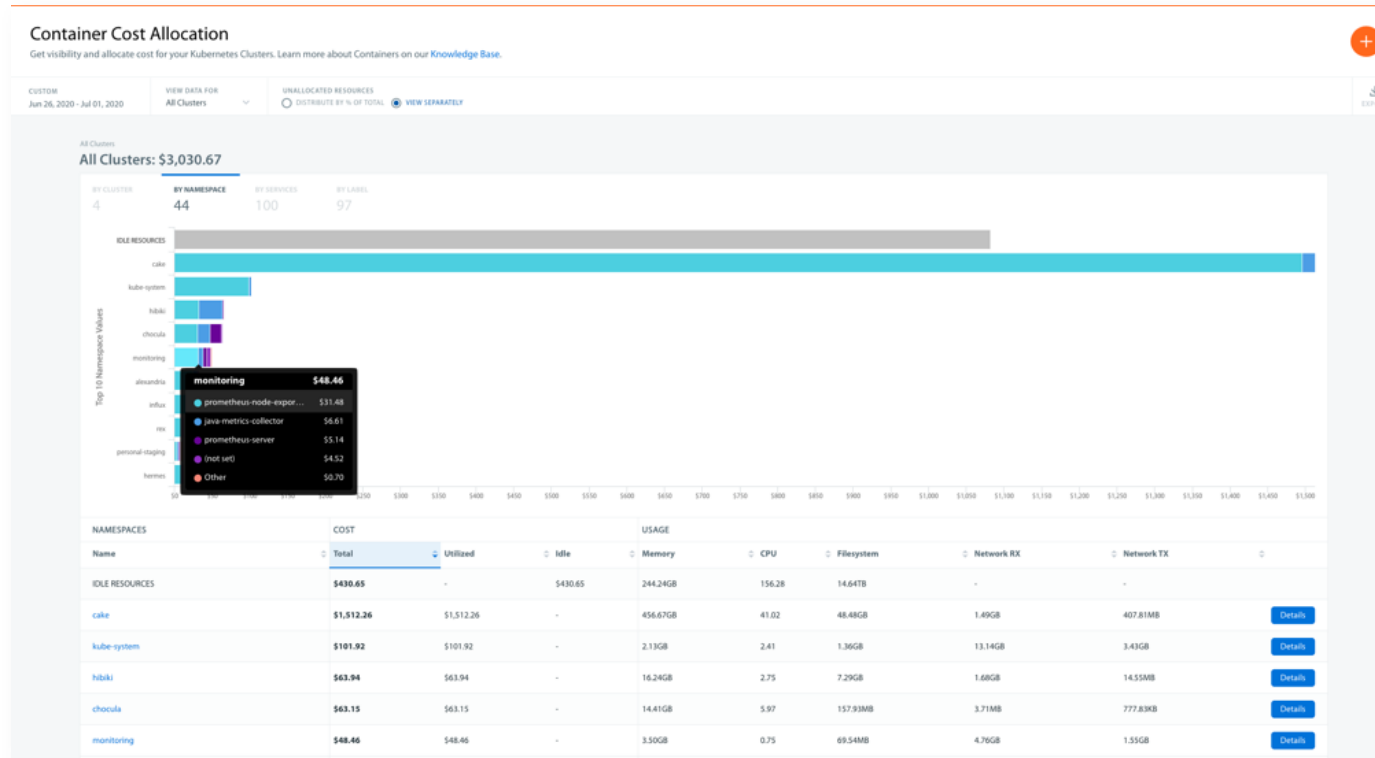 Container Cost Allocation
Get visibility and allocate cost for your Kubernetes Clusters. Learn more about Containers on our Knowledge Base.
CUSTOM
Jun 26, 2020 - Jul 01, 2020
VIEW DATA FOR
All Clusters
UNALLOCATED RESOURCES
DISTRIBUTE BY % OF TOTAL VIEW SEPARATELY
All Clusters
All Clusters: $3,030.67
BY CLUSTER BY NAMESPACE BY SERVICES BY LABEL
4 44 100 97
Top 10 Namespace Values
IDLE RESOURCES
cake
kube-system
hibiki
chocula
monitoring
alexandria
influx
rex
personal-staging
hermes
monitoring $48.46
prometheus-node-expor... $31.48
java-metrics-collector $6.61
prometheus-server $5.14
(not set) $4.52
Other $0.70
$0 $50 $100 $150 $200 $250 $300 $350 $400 $450 $500 $550 $600 $650 $700 $750 $800 $850 $900 $950 $1,000 $1,050 $1,100 $1,150 $1,200 $1,250 $1,300 $1,350 $1,400 $1,450 $1,500
NAMESPACES COST USAGE
Name Total Utilized Idle Memory CPU Filesystem Network RX Network TX
IDLE RESOURCES $430.65 - $430.65 244.24GB 156.28 14.64TB - -
cake $1,512.26 $1,512.26 - 456.67GB 41.02 48.48GB 1.49GB 407.81MB Details
kube-system $101.92 $101.92 - 2.13GB 2.41 1.36GB 13.14GB 3.43GB Details
hibiki $63.94 $63.94 - 16.24GB 2.75 7.29GB 1.68GB 14.55MB Details
chocula $63.15 $63.15 - 14.41GB 5.97 157.93MB 3.71MB 777.83KB Details
monitoring $48.46 $48.46 - 3.50GB 0.75 69.54MB 4.76GB 1.55GB Details